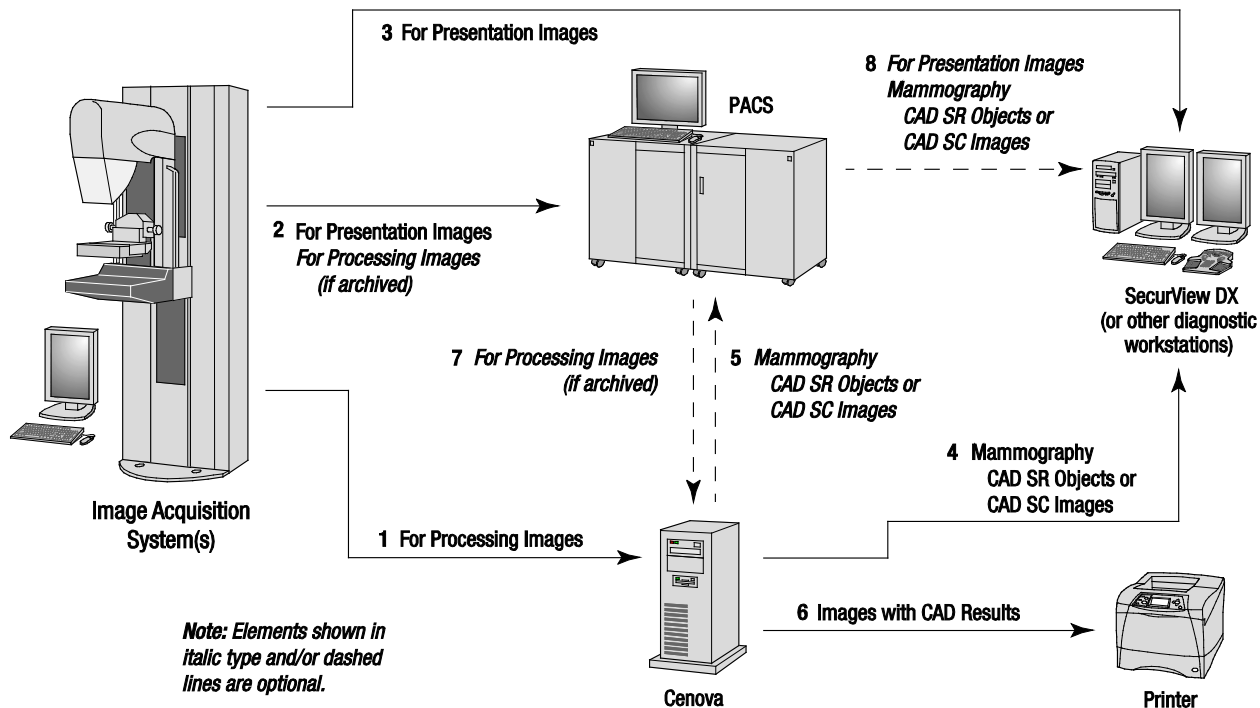 3 For Presentation Images
8 For Presentation Images
Mammography
CAD SR Objects or
CAD SC Images
PACS
2 For Presentation Images
For Processing Images
(if archived)
SecurView DX
(or other diagnostic
workstations)
7 For Processing Images
(if archived)
5 Mammography
CAD SR Objects or
CAD SC Images
4 Mammography
CAD SR Objects or
CAD SC Images
Image Acquisition
System(s)
1 For Processing Images
6 Images with CAD Results
Note: Elements shown in
italic type and/or dashed
lines are optional.
Cenova
Printer